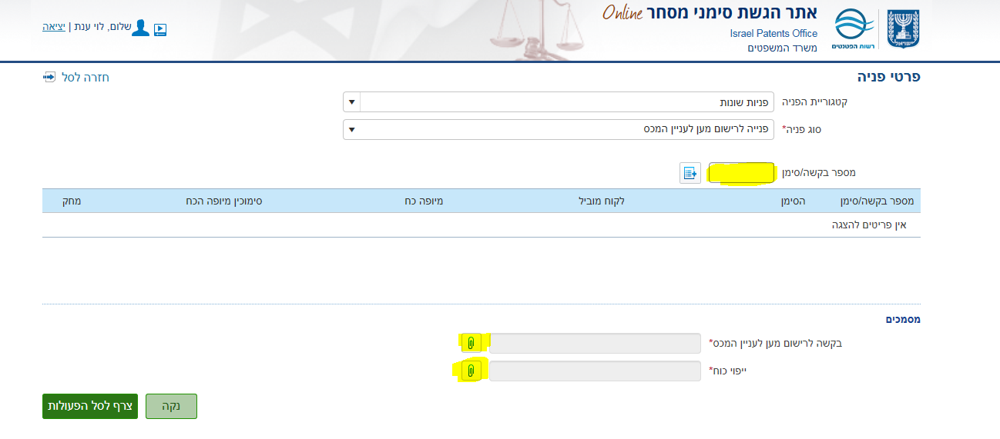 אתר הגשת סימני מסחר Online
Israel Patents Office
משרד המשפטים
רשות הפטנטים
שלום, לוי ענת | יציאה
פרטי פניה
חזרה לסל
קטגוריית הפניה
פניות שונות
סוג פניה*
פנייה לרישום מען לעניין המכס
מספר בקשה/סימן
מספר בקשה/סימן הסימן לקוח מוביל מיופה כח סימוכין מיופה הכח מחק
אין פריטים להצגה
מסמכים
בקשה לרישום מען לעניין המכס*
ייפוי כוח*
נקה
צרף לסל הפעולות